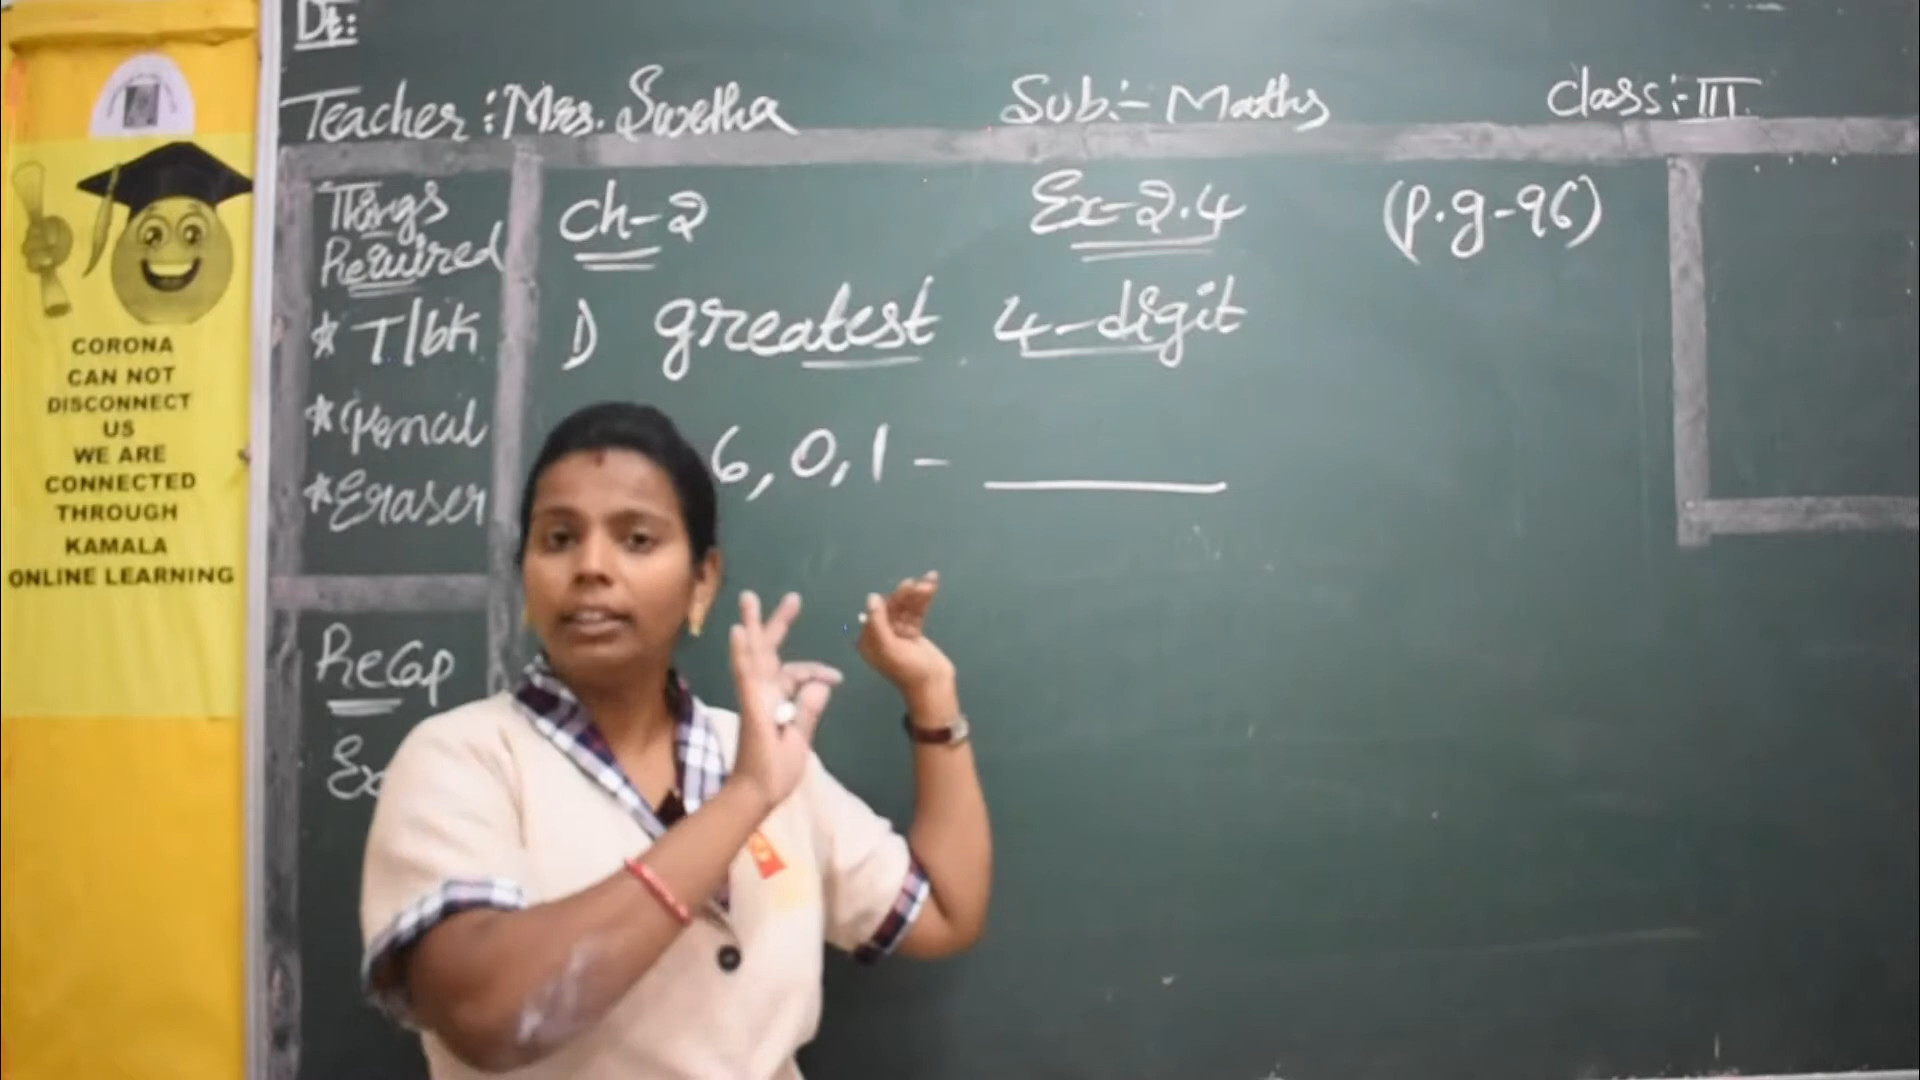 Dt:
Teacher: Mrs. Swetha Sub:- Maths Class:- III
Things
Required
* T/bk
* Pencil
* Eraser
Recap
Ex
Ch-2 Ex-2.4 (P.g-96)
1) greatest 4-digit
6, 0, 1 -
CORONA
CAN NOT
DISCONNECT
US
WE ARE
CONNECTED
THROUGH
KAMALA
ONLINE LEARNING